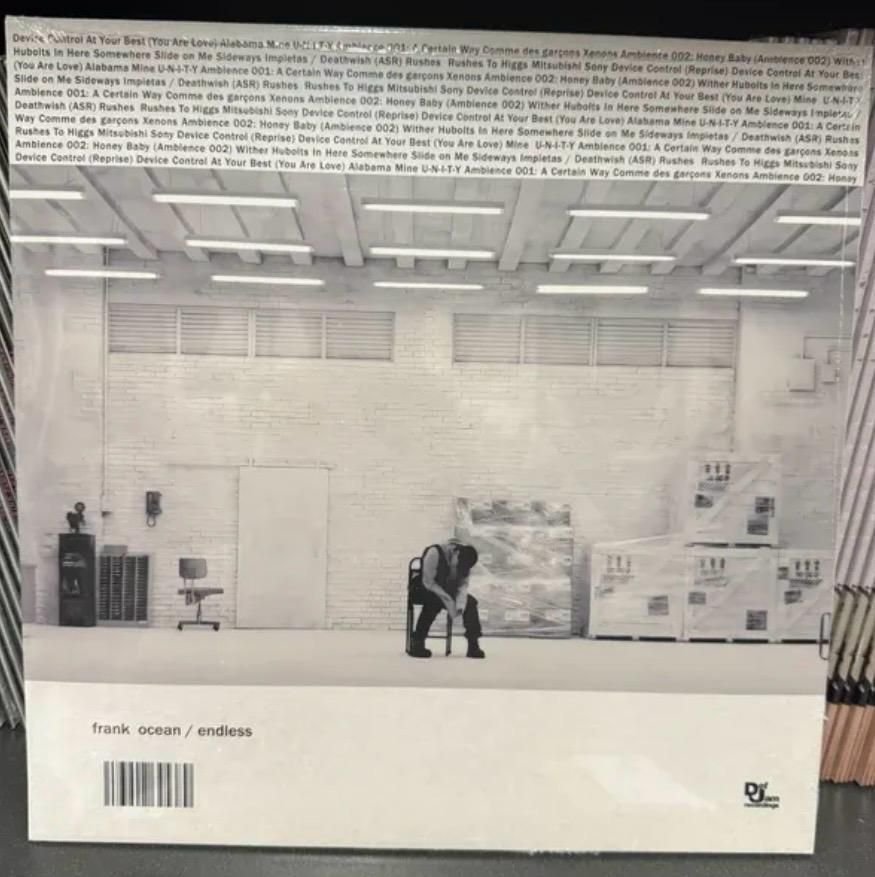 Device Control At Your Best (You Are Love) Alabama Mine U-N-I-T-Y Ambience 001: A Certain Way Comme des garçons Xenons Ambience 002: Honey Baby (Ambience 002) Wither
Hubolts In Here Somewhere Slide on Me Sideways Impietas / Deathwish (ASR) Rushes Rushes To Higgs Mitsubishi Sony Device Control (Reprise) Device Control At Your Best
(You Are Love) Alabama Mine U-N-I-T-Y Ambience 001: A Certain Way Comme des garçons Xenons Ambience 002: Honey Baby (Ambience 002) Wither Hubolts In Here Somewhere
Slide on Me Sideways Impietas / Deathwish (ASR) Rushes Rushes To Higgs Mitsubishi Sony Device Control (Reprise) Device Control At Your Best (You Are Love) Mine U-N-I-T-Y
Ambience 001: A Certain Way Comme des garçons Xenons Ambience 002: Honey Baby (Ambience 002) Wither Hubolts In Here Somewhere Slide on Me Sideways Impietas /
Deathwish (ASR) Rushes Rushes To Higgs Mitsubishi Sony Device Control (Reprise) Device Control At Your Best (You Are Love) Alabama Mine U-N-I-T-Y Ambience 001: A Certain
Way Comme des garçons Xenons Ambience 002: Honey Baby (Ambience 002) Wither Hubolts In Here Somewhere Slide on Me Sideways Impietas / Deathwish (ASR) Rushes
Rushes To Higgs Mitsubishi Sony Device Control (Reprise) Device Control At Your Best (You Are Love) Mine U-N-I-T-Y Ambience 001: A Certain Way Comme des garçons Xenons
Ambience 002: Honey Baby (Ambience 002) Wither Hubolts In Here Somewhere Slide on Me Sideways Impietas / Deathwish (ASR) Rushes Rushes To Higgs Mitsubishi Sony
Device Control (Reprise) Device Control At Your Best (You Are Love) Alabama Mine U-N-I-T-Y Ambience 001: A Certain Way Comme des garçons Xenons Ambience 002: Honey
frank ocean / endless
Def Jam
recordings